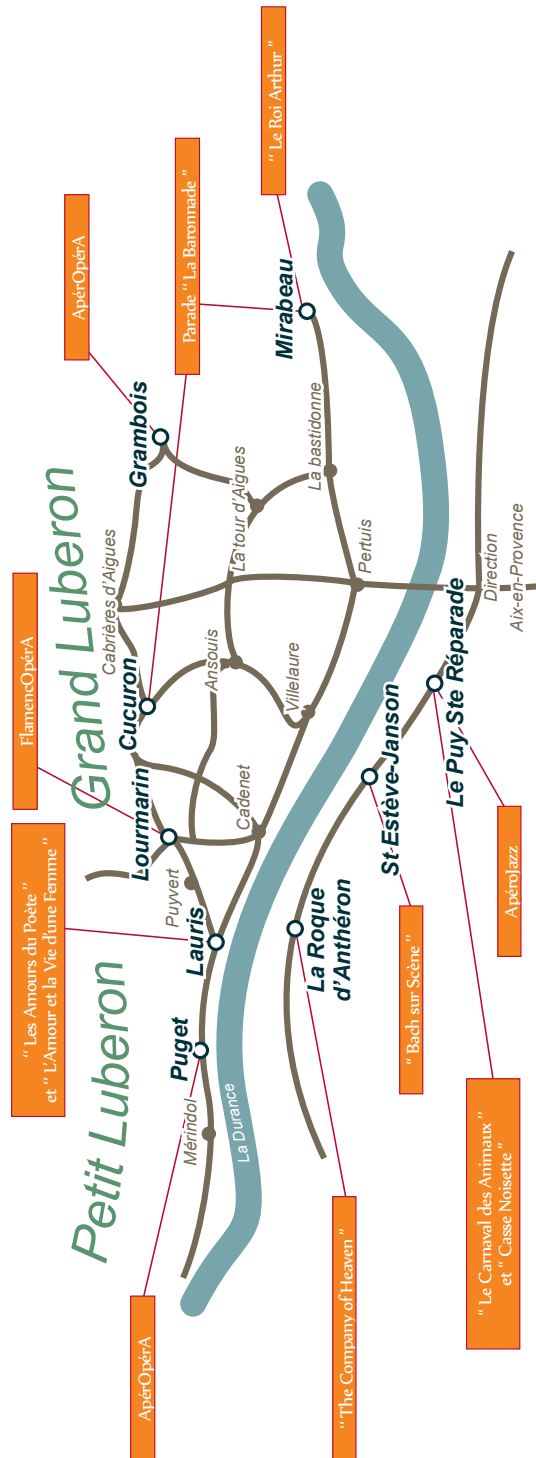 ApérOpérA
" Les Amours du Poète "
et " L'Amour et la Vie d'une Femme "
FlamencOpérA
ApérOpérA
Parade " La Baronnade "
" Le Roi Arthur "
Petit Luberon
Grand Luberon
Cabrières d'Aigues
Grambois
Cucuron
Lourmarin
Puyvert
Lauris
Puget
Mérindol
Ansouis
La tour d'Aigues
Cadenet
Villelaure
Mirabeau
La bastidonne
Pertuis
La Durance
La Roque
d'Anthéron
St Estève-Janson
Le Puy Ste Réparade
Direction
Aix-en-Provence
" The Company of Heaven "
" Bach sur Scène "
" Le Carnaval des Animaux "
et " Casse Noisette "
ApéroJazz